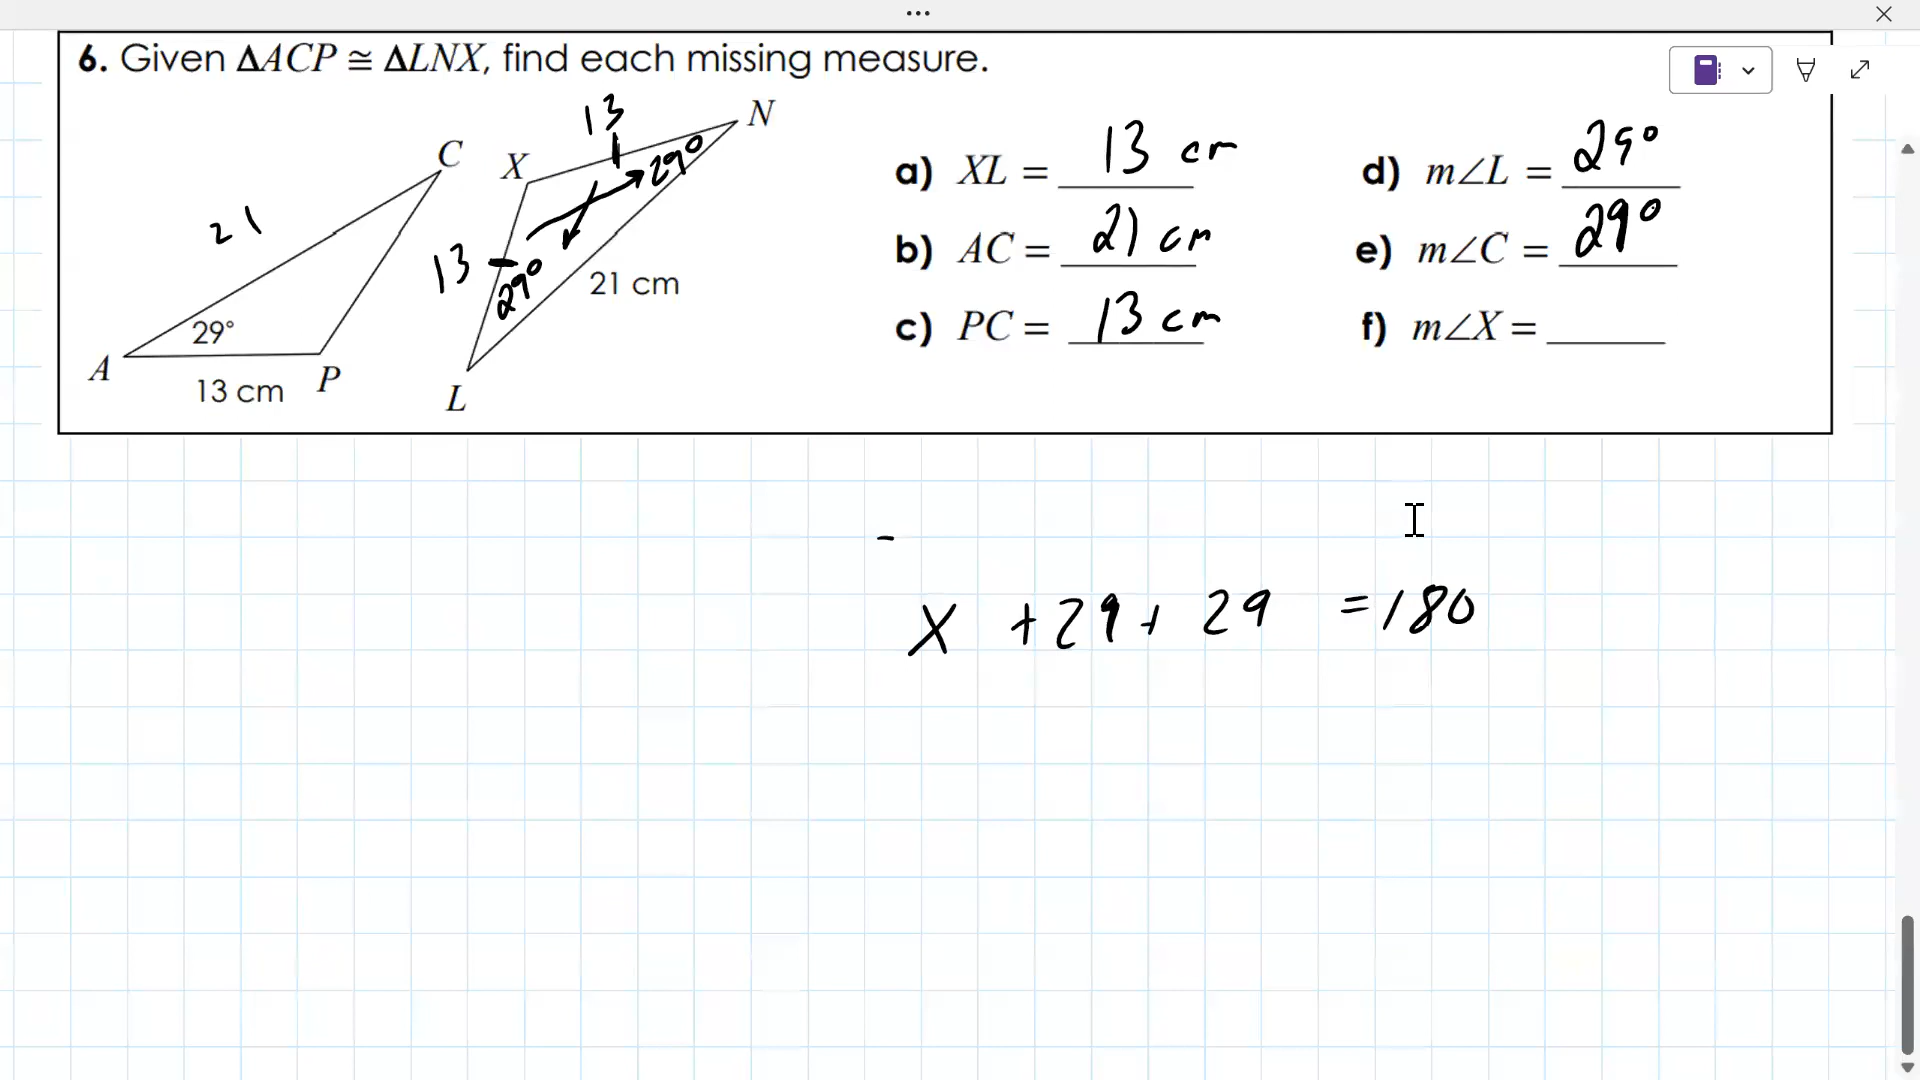 6. Given ΔACP ≅ ΔLNX, find each missing measure.
C
A
P
21
29°
13 cm
X
N
L
13
29°
13
29°
21 cm
a) XL = 13 cm
b) AC = 21 cm
c) PC = 13 cm
d) m∠L = 29°
e) m∠C = 29°
f) m∠X = ______
X + 29 + 29 = 180